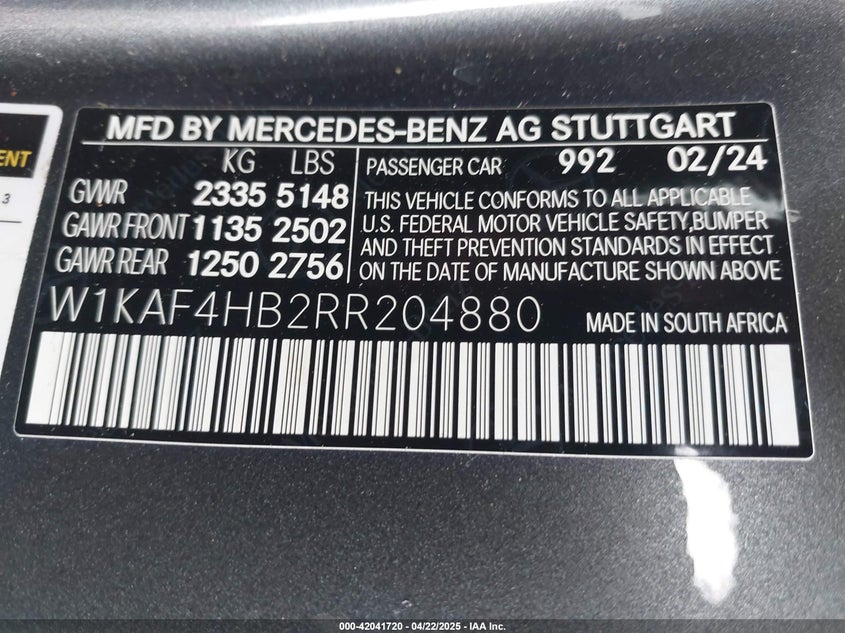 MFD BY MERCEDES-BENZ AG STUTTGART
KG LBS
GVWR 2335 5148
GAWR FRONT 1135 2502
GAWR REAR 1250 2756
PASSENGER CAR 992 02/24
THIS VEHICLE CONFORMS TO ALL APPLICABLE
U.S. FEDERAL MOTOR VEHICLE SAFETY,BUMPER
AND THEFT PREVENTION STANDARDS IN EFFECT
ON THE DATE OF MANUFACTURE SHOWN ABOVE
W1KAF4HB2RR204880
MADE IN SOUTH AFRICA
3
000-42041720 - 04/22/2025 - IAA Inc.